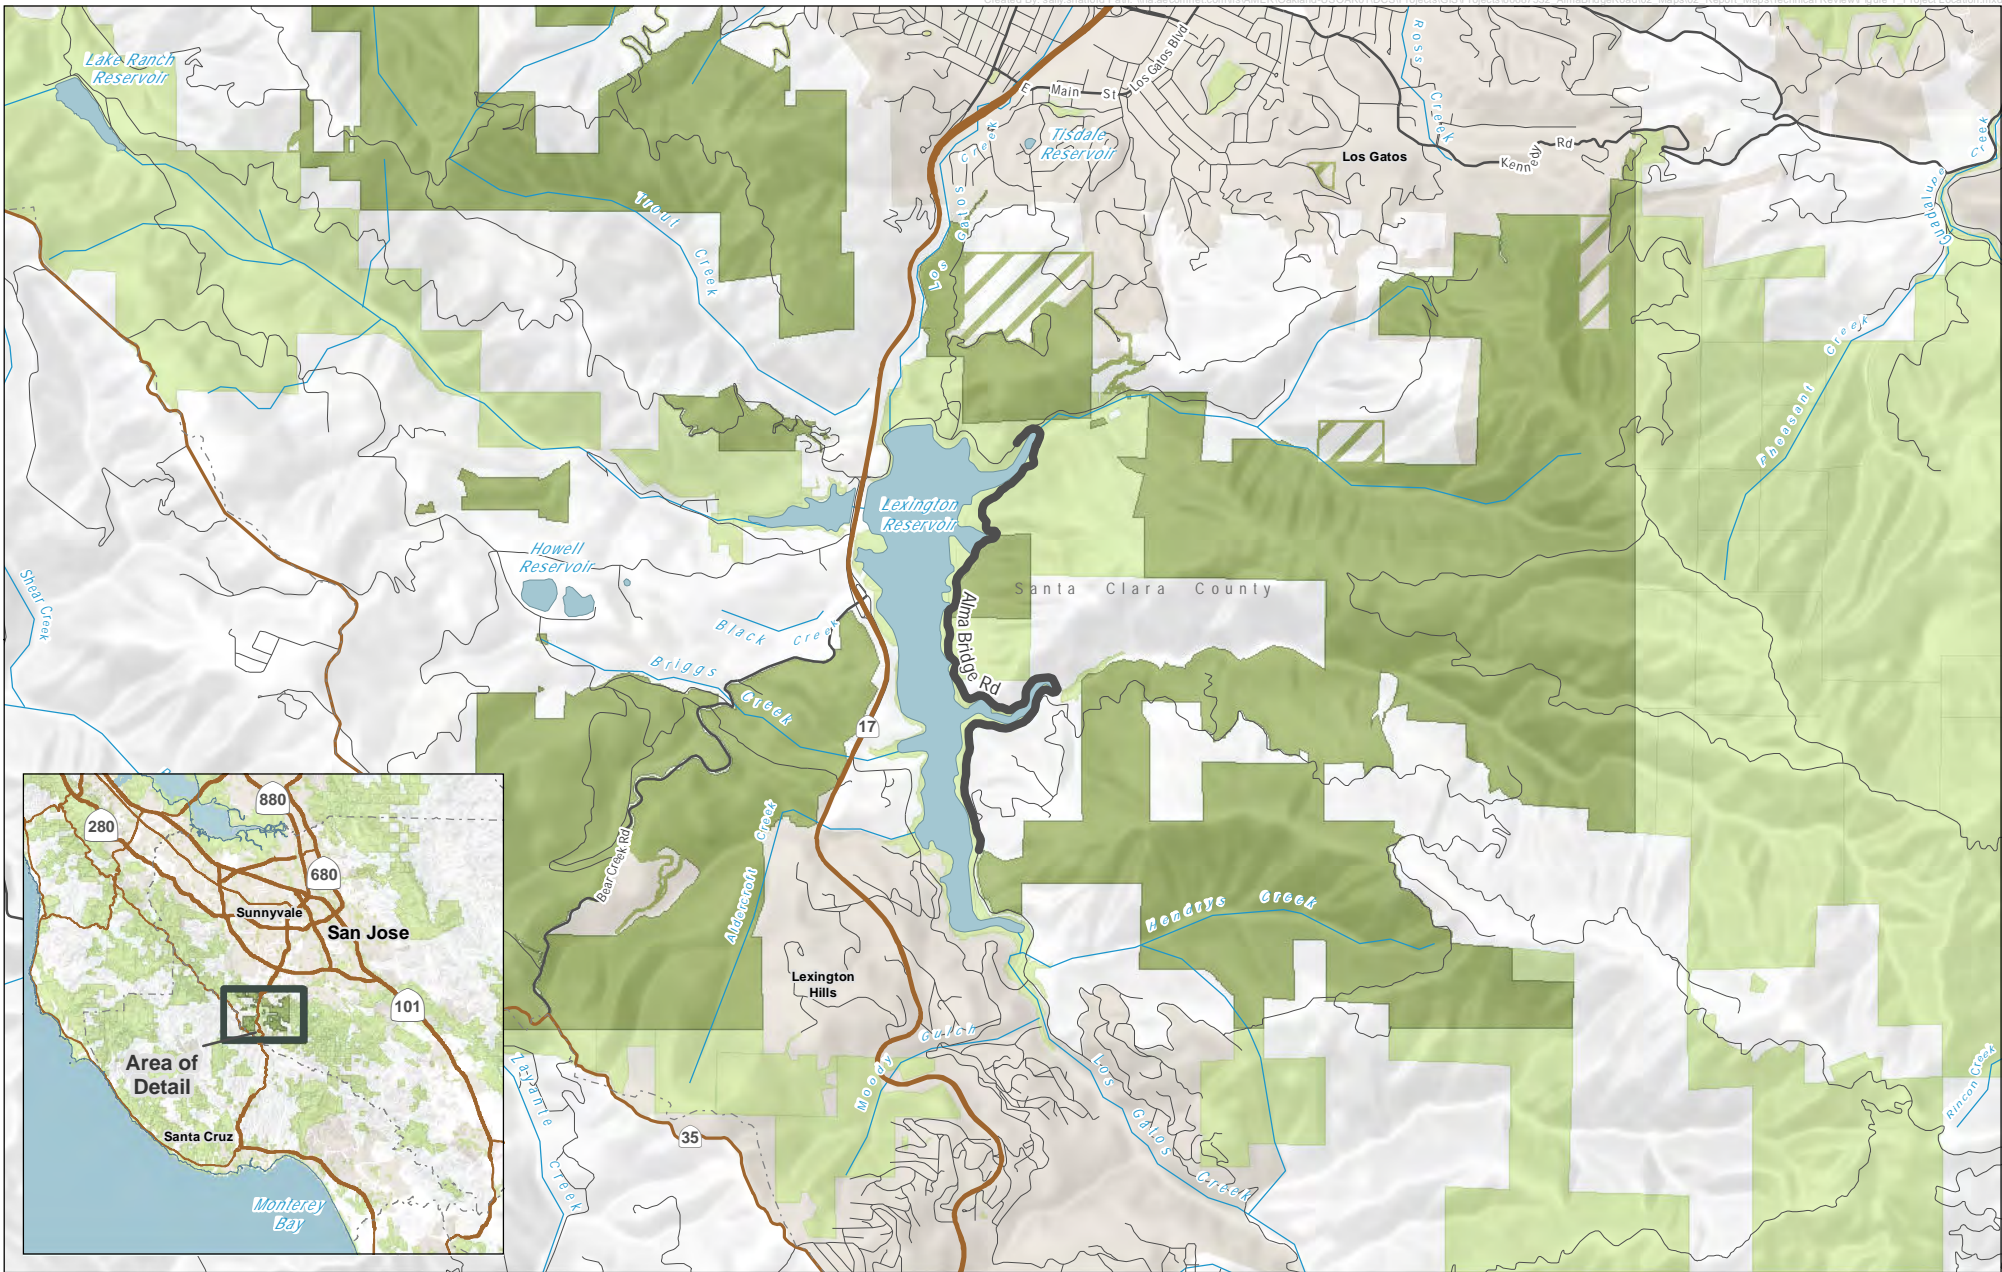 Lake Ranch
Reservoir
Trout
Creek
Los Gatos Creek
E Main St
Los Gatos Blvd
Tisdale
Reservoir
Ross
Creek
Los Gatos
Kennedy Rd
Guadalupe
Creek
Pheasant Creek
Lexington
Reservoir
Howell
Reservoir
Shear Creek
Black Creek
Briggs
Creek
Santa Clara County
Alma Bridge Rd
17
Bear Creek Rd
Aldercroft Creek
Hendrys Creek
Lexington
Hills
Moody Gulch
Los
Gatos
Creek
Zayante
Creek
35
Rincon Creek
880
280
680
Sunnyvale
San Jose
101
Area of
Detail
Santa Cruz
Monterey
Bay